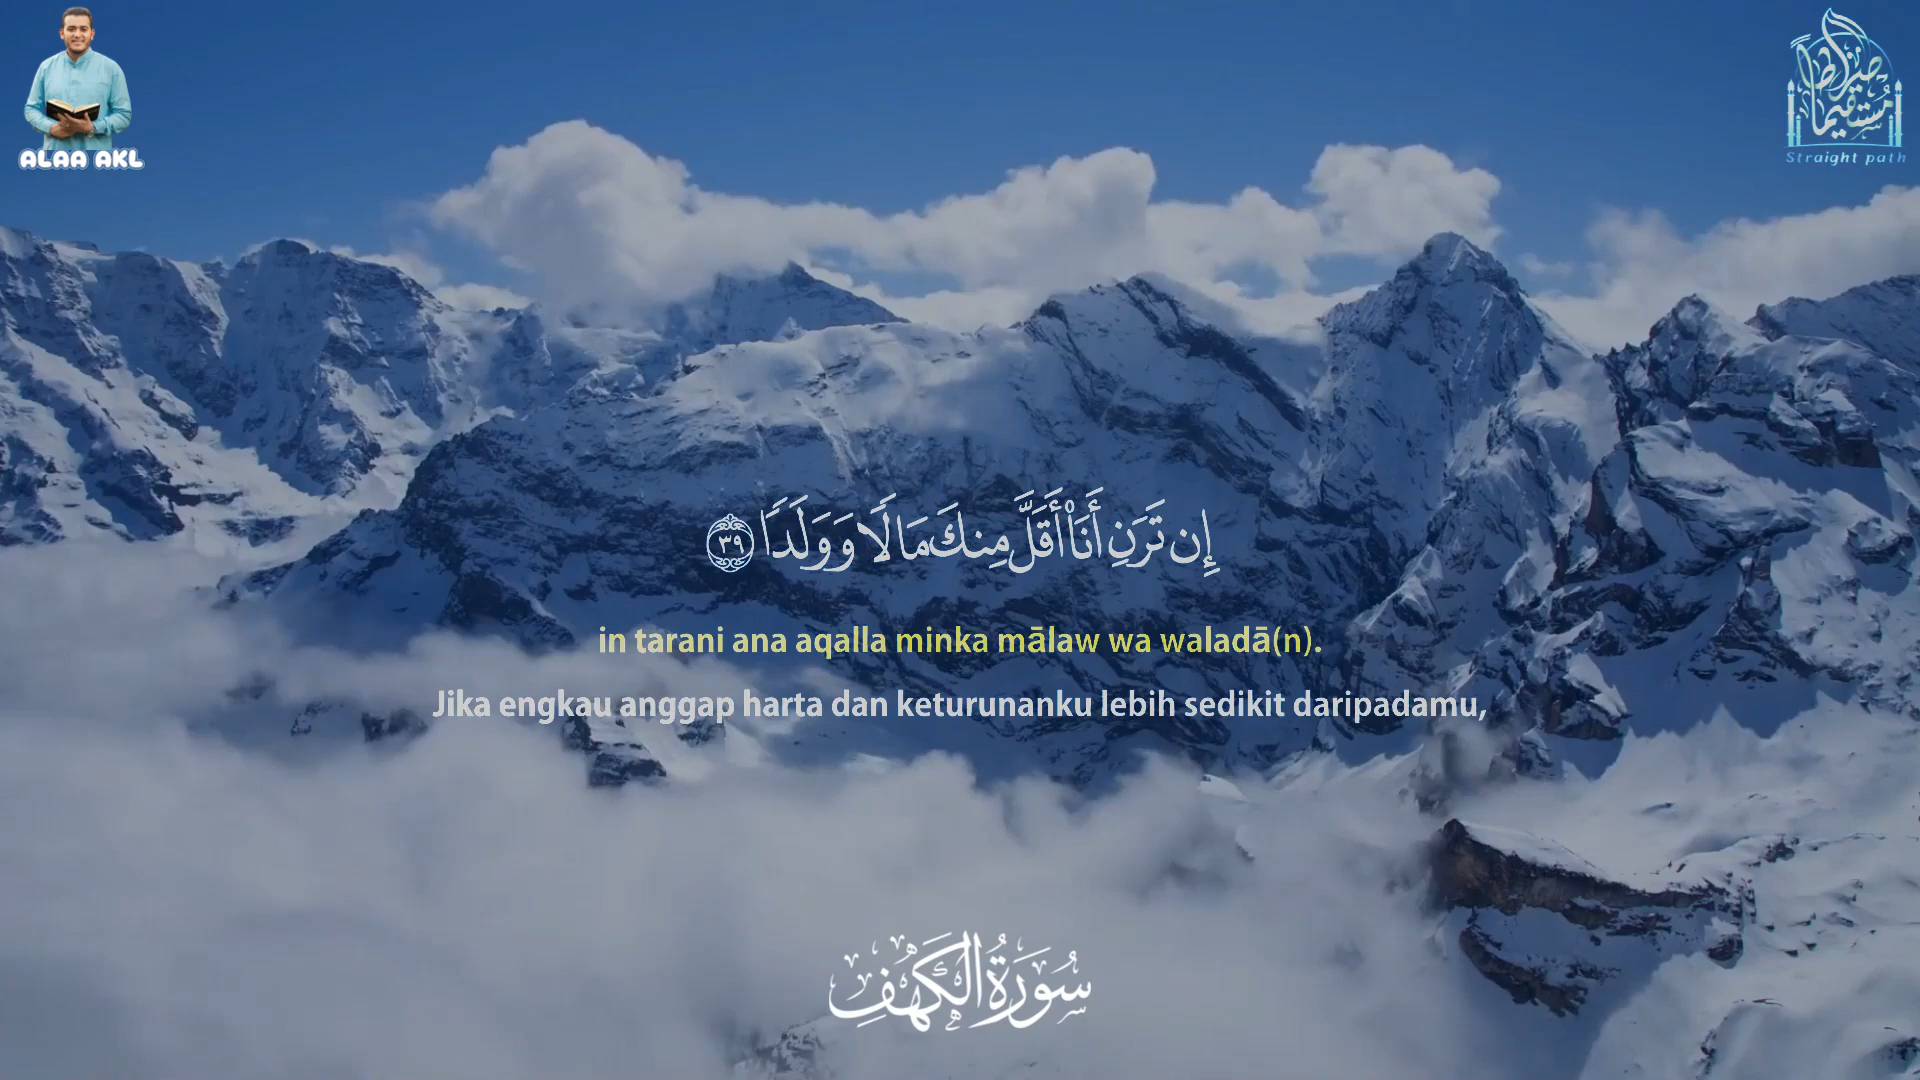 ALAA AKL
صراطا مستقيما
Straight path
إِن تَرَنِ أَنَا۠ أَقَلَّ مِنكَ مَالًا وَوَلَدًا ٣٩
in tarani ana aqalla minka mālaw wa waladā(n).
Jika engkau anggap harta dan keturunanku lebih sedikit daripadamu,
سُورَةُ الكَهْفِ